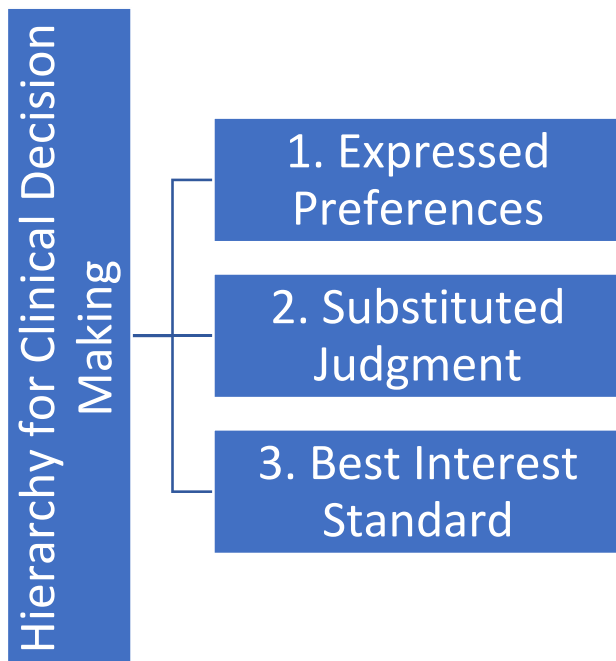 Hierarchy for Clinical Decision
Making
1. Expressed
Preferences
2. Substituted
Judgment
3. Best Interest
Standard